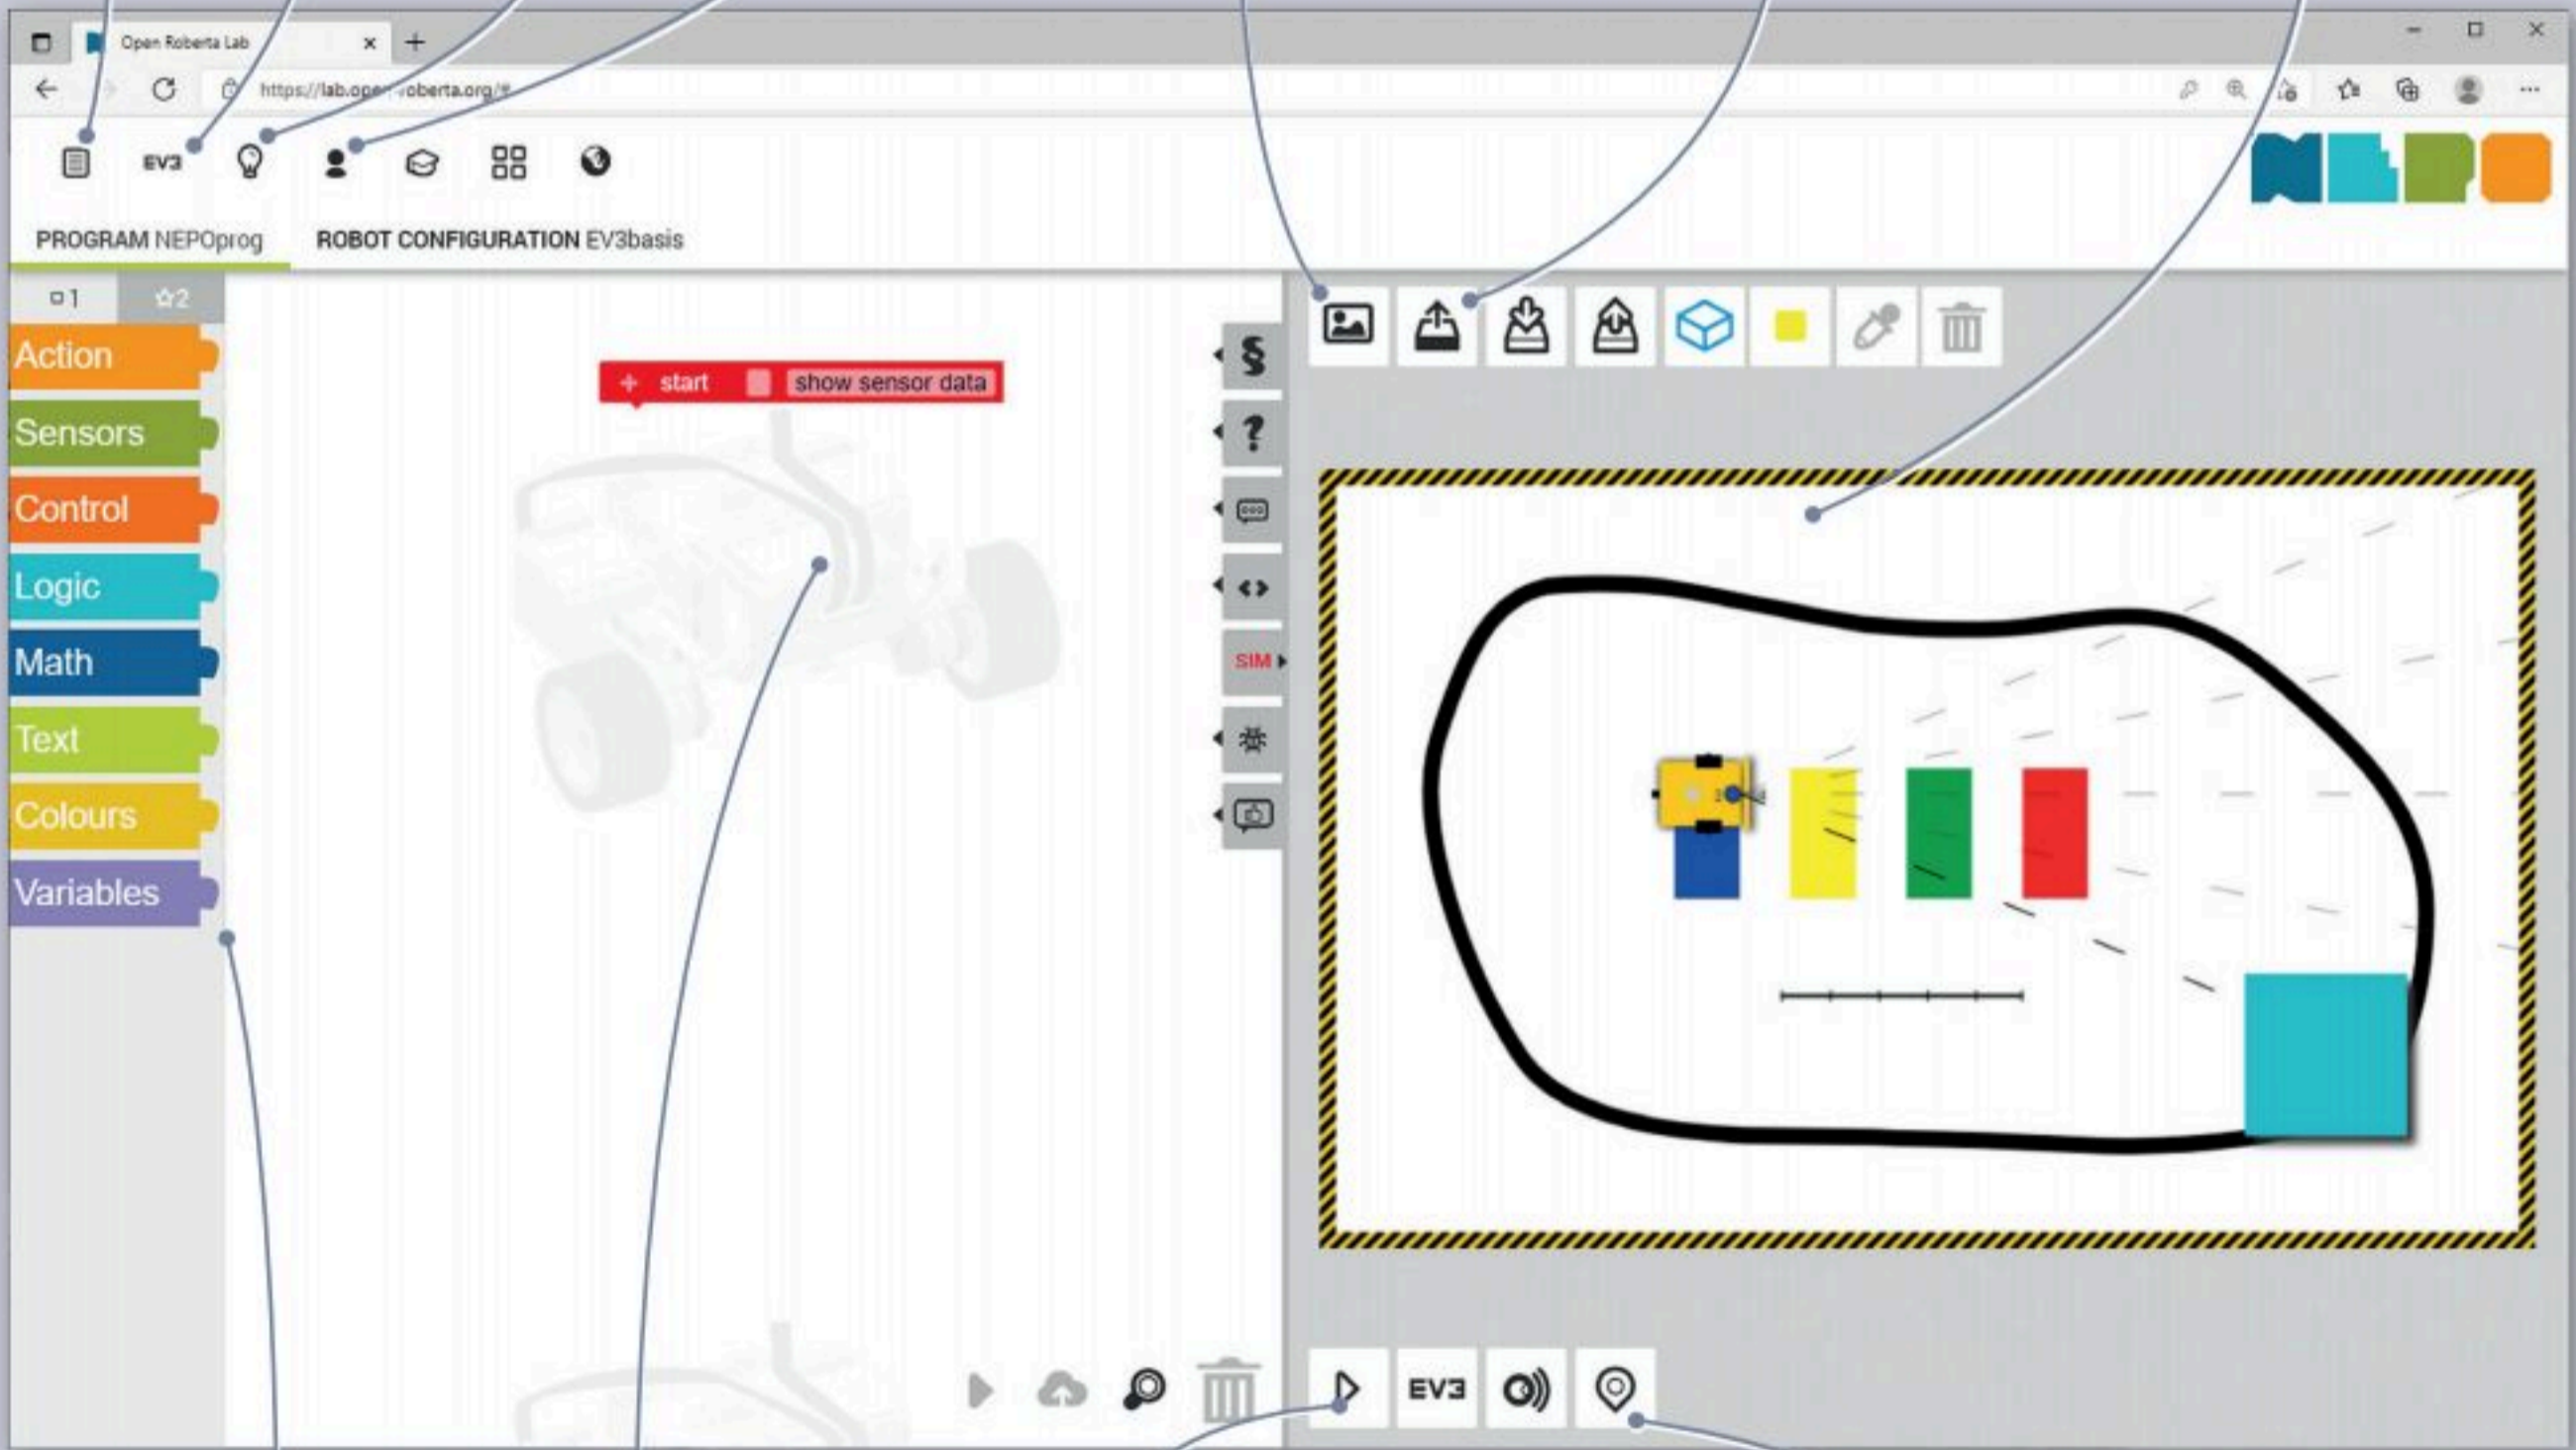 Open Roberta Lab
https://lab.open-roberta.org/#
EV3
PROGRAM NEPOprog ROBOT CONFIGURATION EV3basis
1 2
Action
Sensors
Control
Logic
Math
Text
Colours
Variables
+ start show sensor data
§
?
SIM
EV3